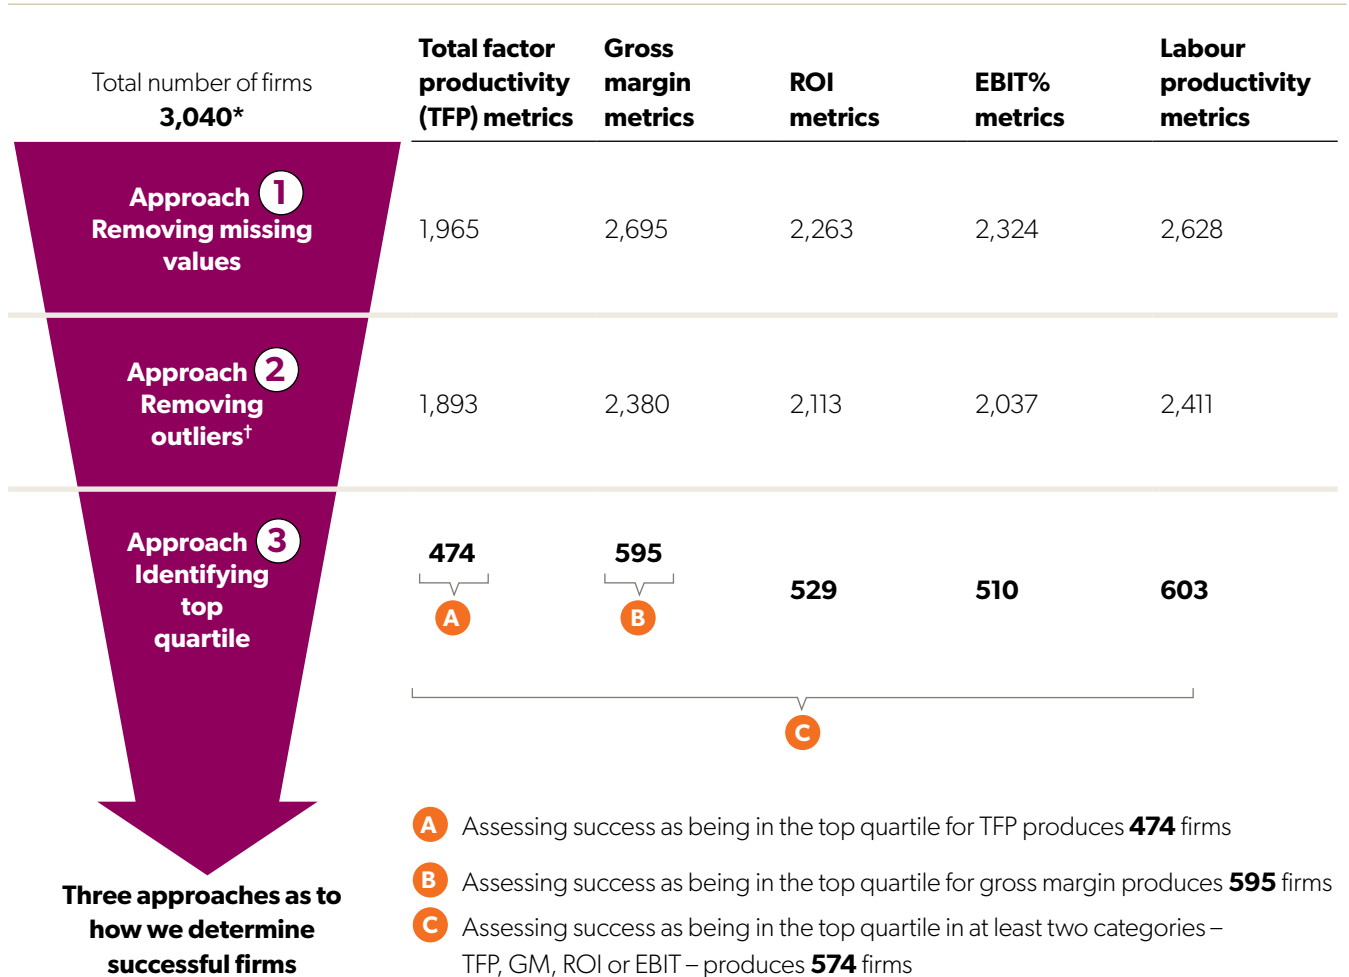 Total number of firms
3,040*
Total factor
productivity
(TFP) metrics
Gross
margin
metrics
ROI
metrics
EBIT%
metrics
Labour
productivity
metrics
Approach 1
Removing missing
values
1,965
2,695
2,263
2,324
2,628
Approach 2
Removing
outliers†
1,893
2,380
2,113
2,037
2,411
Approach 3
Identifying
top
quartile
474
595
529
510
603
A
B
C
Three approaches as to
how we determine
successful firms
A Assessing success as being in the top quartile for TFP produces 474 firms
B Assessing success as being in the top quartile for gross margin produces 595 firms
C Assessing success as being in the top quartile in at least two categories –
TFP, GM, ROI or EBIT – produces 574 firms